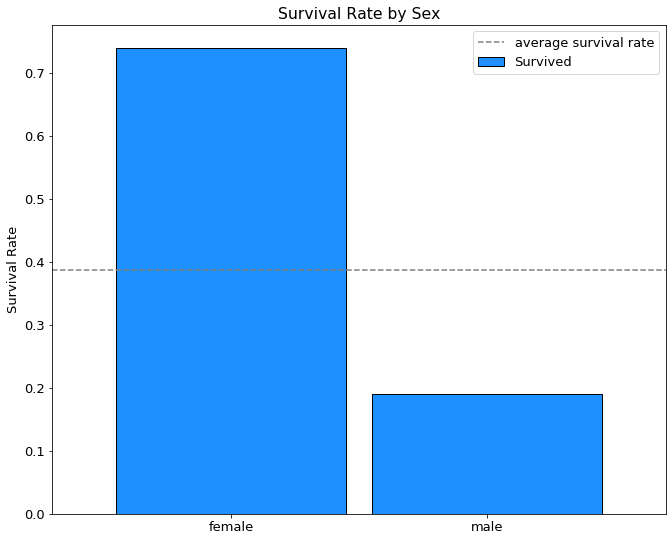 Survival Rate by Sex
average survival rate
Survived
Survival Rate
0.7
0.6
0.5
0.4
0.3
0.2
0.1
0.0
female
male